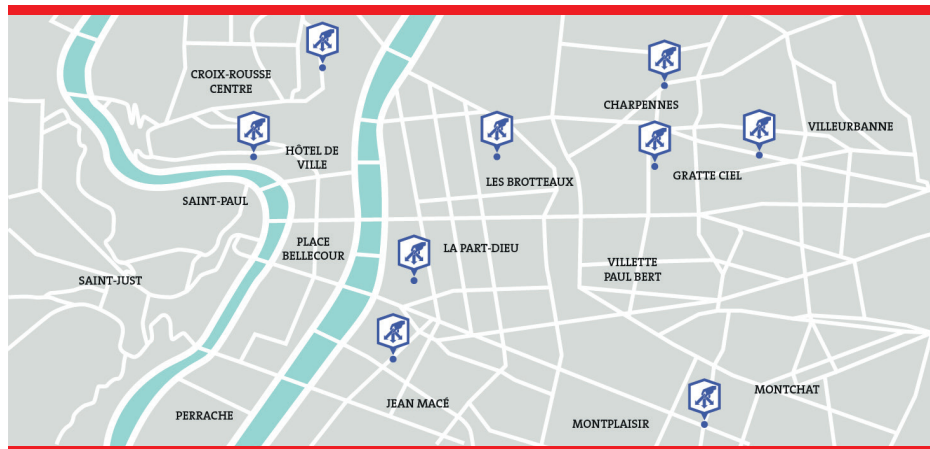 CROIX-ROUSSE
CENTRE
CHARPENNES
VILLEURBANNE
HÔTEL DE
VILLE
GRATTE CIEL
LES BROTTEAUX
SAINT-PAUL
PLACE
BELLECOUR
LA PART-DIEU
VILLETTE
PAUL BERT
SAINT-JUST
MONTCHAT
JEAN MACÉ
PERRACHE
MONTPLAISIR